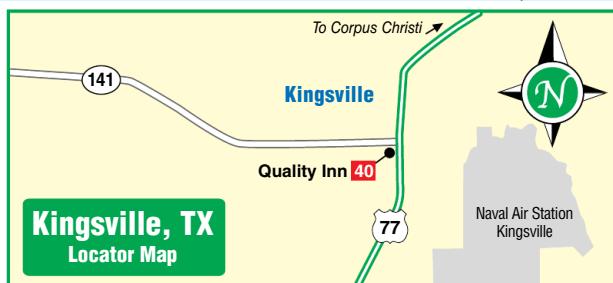 To Corpus Christi
141
Kingsville
N
Quality Inn 40
Kingsville, TX
Locator Map
77
Naval Air Station
Kingsville